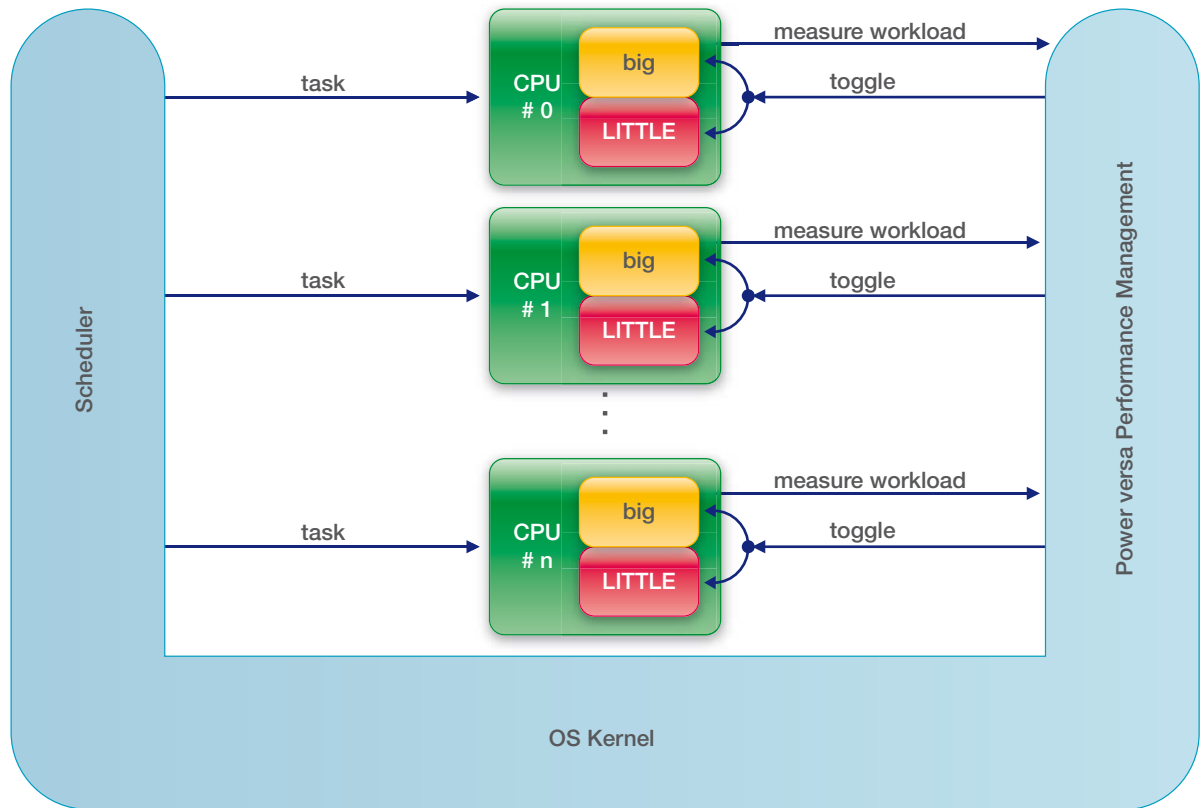 Scheduler
task
CPU
# 0
big
LITTLE
measure workload
toggle
task
CPU
# 1
big
LITTLE
measure workload
toggle
. . .
task
CPU
# n
big
LITTLE
measure workload
toggle
Power versa Performance Management
OS Kernel